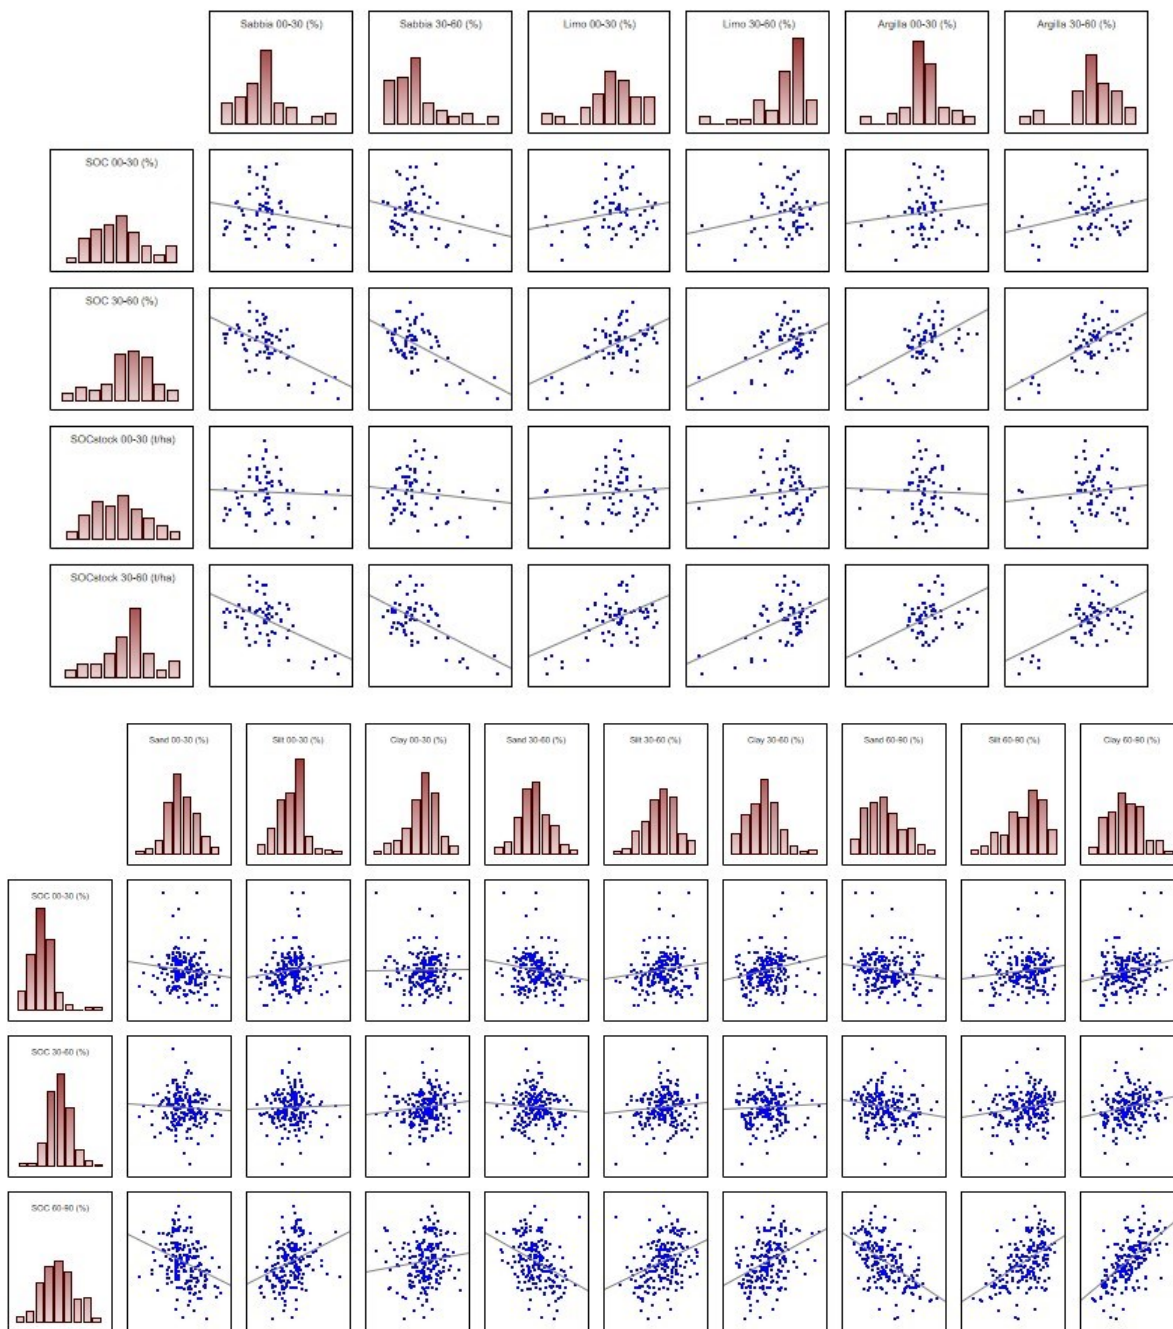 Sabbia 00-30 (%)
Sabbia 30-60 (%)
Limo 00-30 (%)
Limo 30-60 (%)
Argilla 00-30 (%)
Argilla 30-60 (%)
SOC 00-30 (%)
SOC 30-60 (%)
SOCstock 00-30 (t/ha)
SOCstock 30-60 (t/ha)
Sand 00-30 (%)
Silt 00-30 (%)
Clay 00-30 (%)
Sand 30-60 (%)
Silt 30-60 (%)
Clay 30-60 (%)
Sand 60-90 (%)
Silt 60-90 (%)
Clay 60-90 (%)
SOC 00-30 (%)
SOC 30-60 (%)
SOC 60-90 (%)